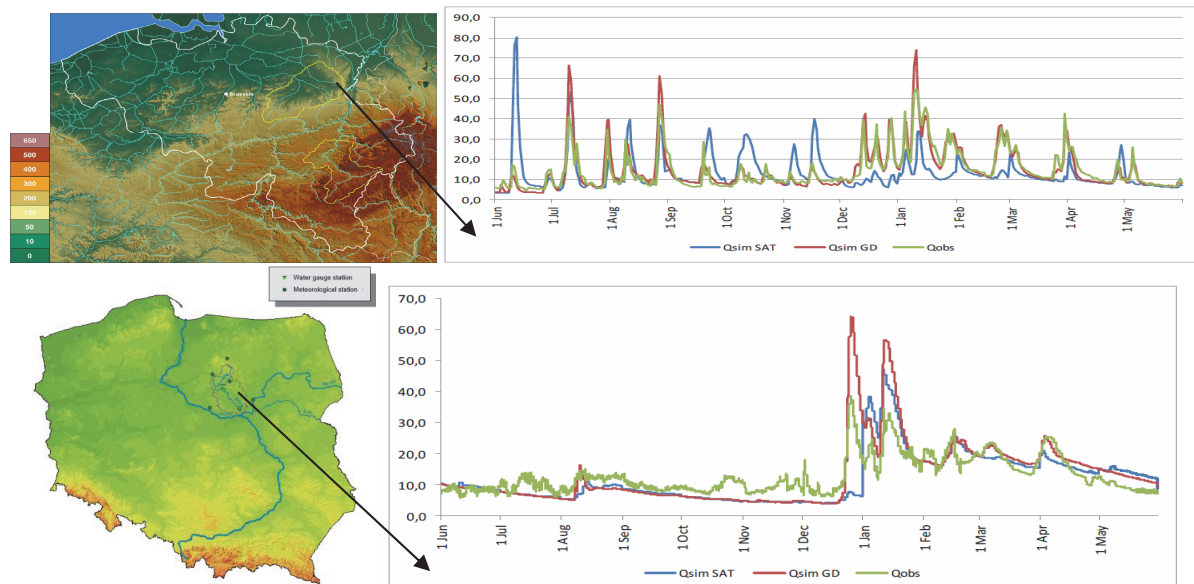 Brussels
650
500
400
300
200
100
50
10
0
90,0
80,0
70,0
60,0
50,0
40,0
30,0
20,0
10,0
0,0
1 Jun
1 Jul
1 Aug
1 Sep
1 Oct
1 Nov
1 Dec
1 Jan
1 Feb
1 Mar
1 Apr
1 May
Qsim SAT Qsim GD Qobs
Water gauge station
Meteorological station
70,0
60,0
50,0
40,0
30,0
20,0
10,0
0,0
1 Jun
1 Jul
1 Aug
1 Sep
1 Oct
1 Nov
1 Dec
1 Jan
1 Feb
1 Mar
1 Apr
1 May
Qsim SAT Qsim GD Qobs